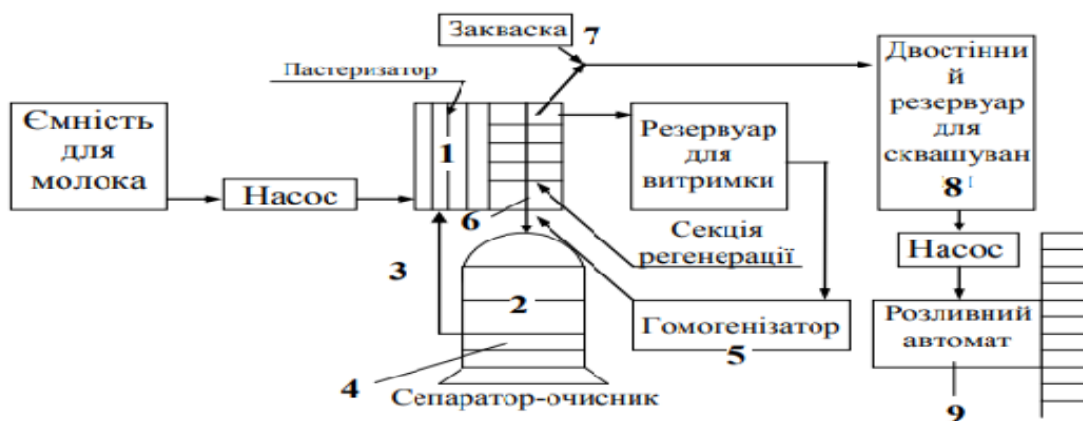 Закваска 7
Пастеризатор
Ємність
для
молока
Насос
1
Резервуар
для
витримки
Двостінни
й
резервуар
для
сквашуван
8
6
Секція
регенерації
3
2
Насос
Гомогенізатор
5
Розливний
автомат
4
Сепаратор-очисник
9